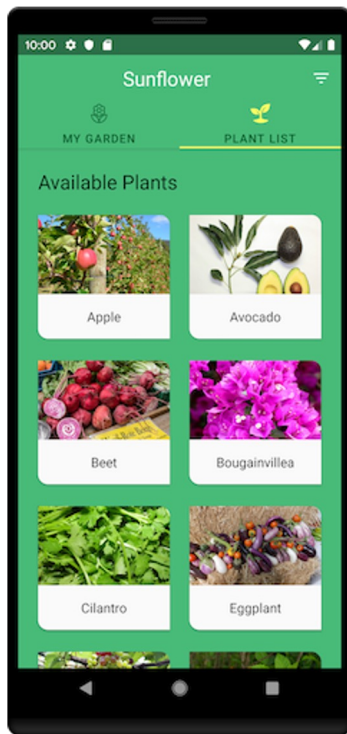 10:00
Sunflower
MY GARDEN
PLANT LIST
Available Plants
Apple
Avocado
Beet
Bougainvillea
Cilantro
Eggplant